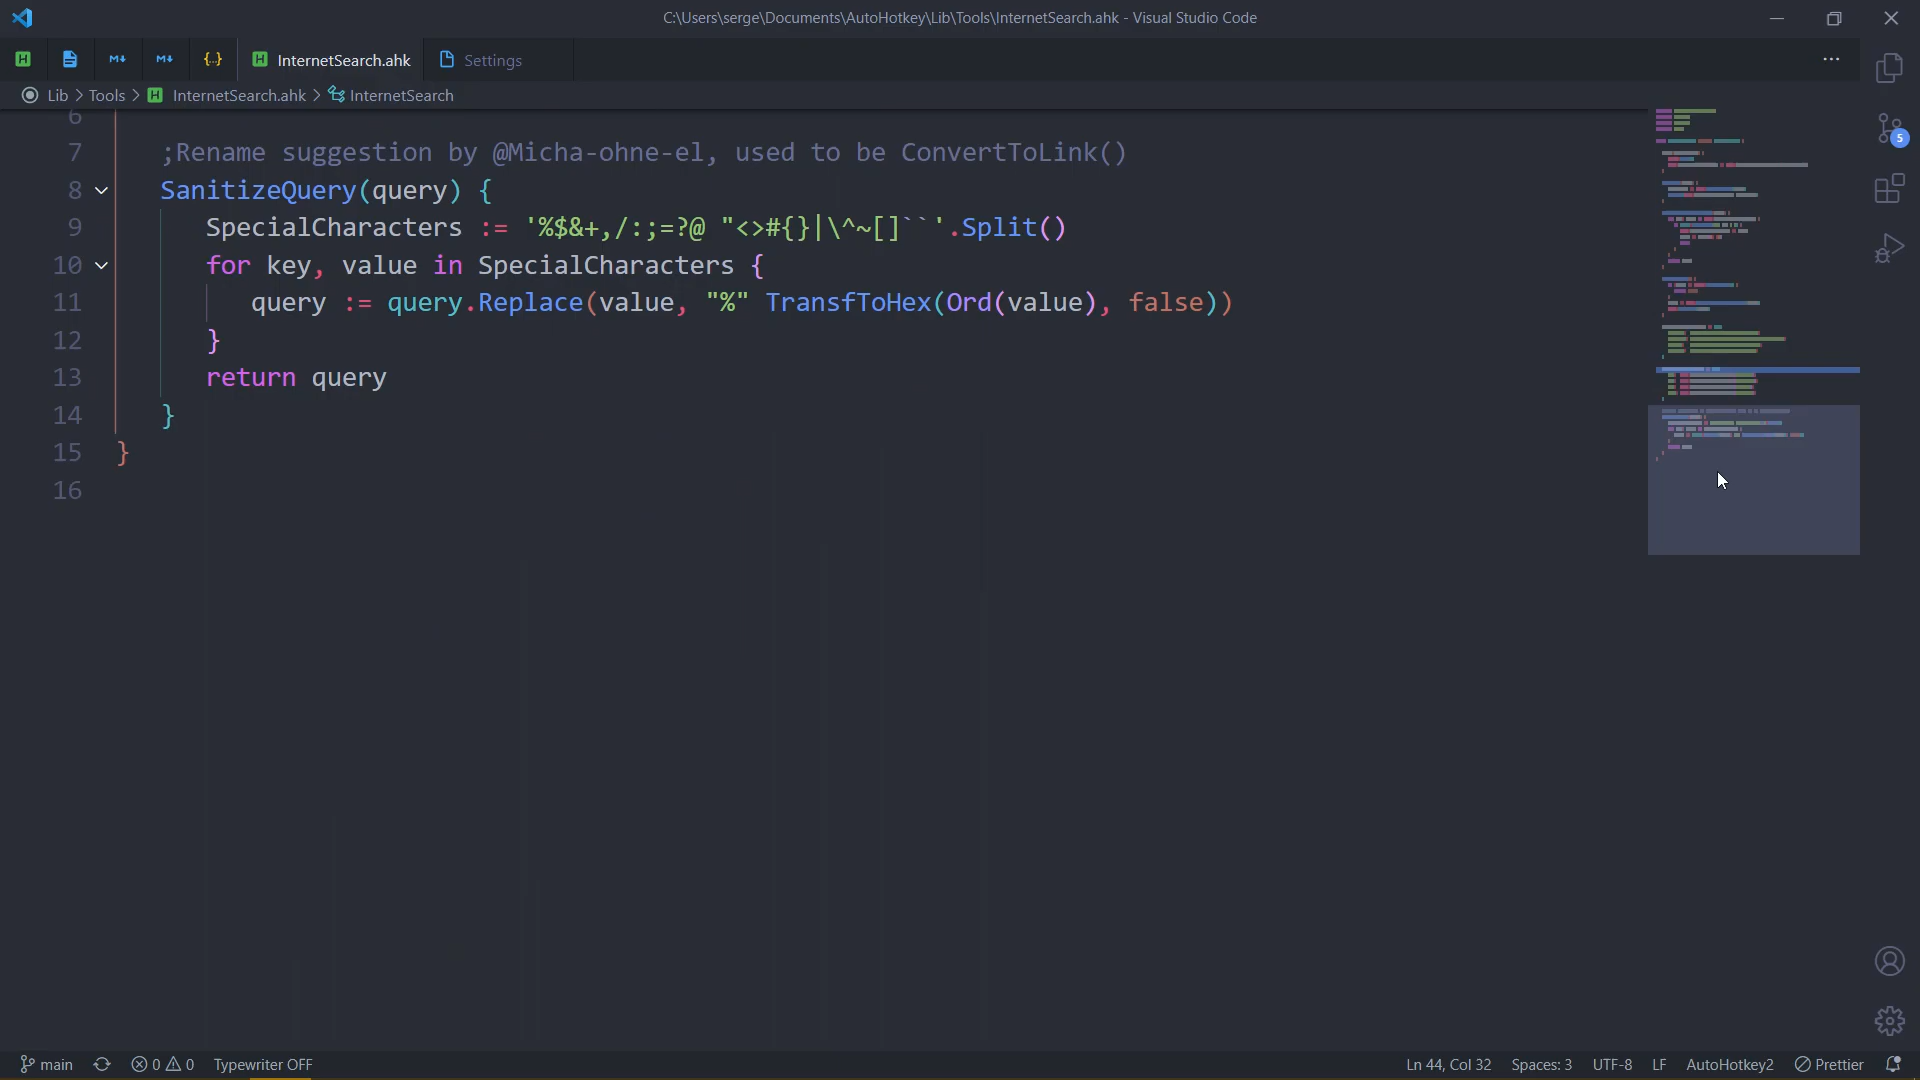 C:\Users\serge\Documents\AutoHotkey\Lib\Tools\InternetSearch.ahk - Visual Studio Code
H M↓ M↓ {..} H InternetSearch.ahk Settings
Lib > Tools > H InternetSearch.ahk > InternetSearch
6
7 ;Rename suggestion by @Micha-ohne-el, used to be ConvertToLink()
8 SanitizeQuery(query) {
9 SpecialCharacters := '%$&+,/:;=?@ "<>#{}|\^~[]``'.Split()
10 for key, value in SpecialCharacters {
11 query := query.Replace(value, "%" TransfToHex(Ord(value), false))
12 }
13 return query
14 }
15 }
16
5
main 0 0 Typewriter OFF Ln 44, Col 32 Spaces: 3 UTF-8 LF AutoHotkey2 Prettier